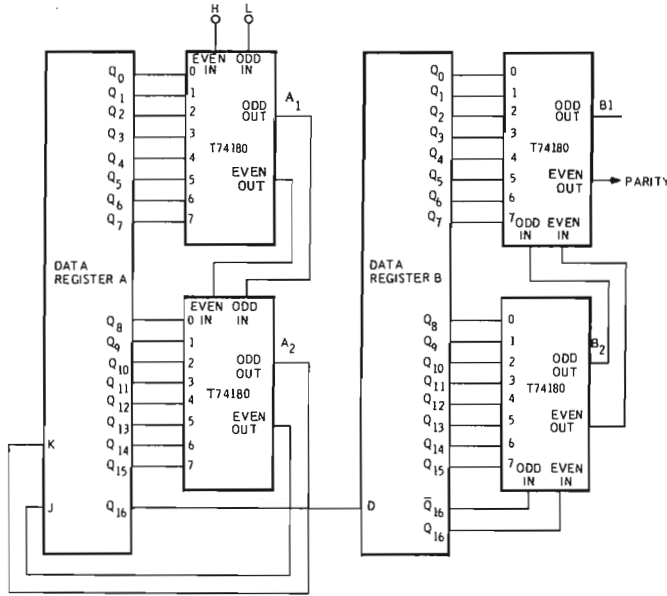 H L
EVEN IN
ODD IN
Q0 0
Q1 1
Q2 2
Q3 3
Q4 4
Q5 5
Q6 6
Q7 7
ODD OUT
A1
T74180
EVEN OUT
DATA REGISTER A
EVEN IN
ODD IN
Q8 0
Q9 1
Q10 2
Q11 3
Q12 4
Q13 5
Q14 6
Q15 7
Q16
ODD OUT
A2
T74180
EVEN OUT
K
J
Q0 0
Q1 1
Q2 2
Q3 3
Q4 4
Q5 5
Q6 6
Q7 7
ODD OUT
B1
T74180
EVEN OUT
PARITY
ODD IN
EVEN IN
DATA REGISTER B
Q8 0
Q9 1
Q10 2
Q11 3
Q12 4
Q13 5
Q14 6
Q15 7
B2
ODD OUT
T74180
EVEN OUT
ODD IN
EVEN IN
D
Q̅16
Q16